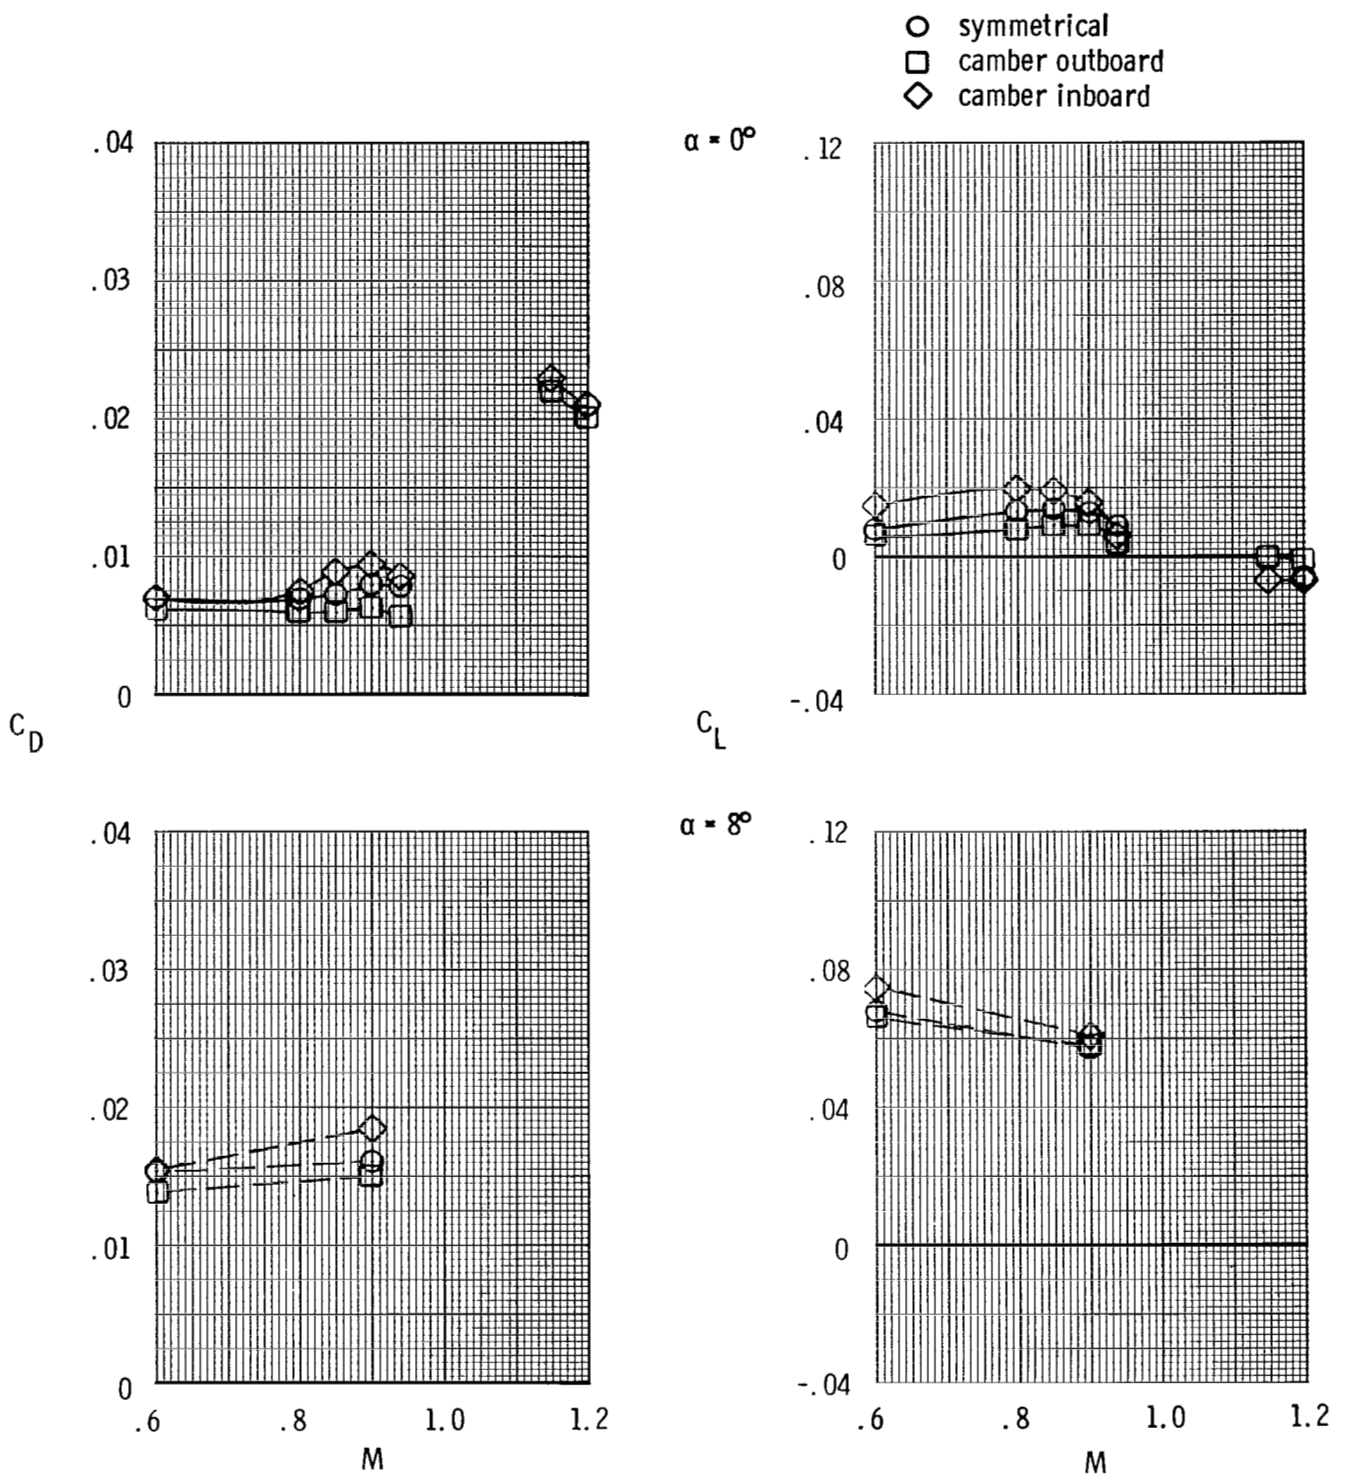 symmetrical
camber outboard
camber inboard
α = 0°
.04
.03
.02
.01
0
C_D
.12
.08
.04
0
-.04
C_L
α = 8°
.04
.03
.02
.01
0
.6 .8 1.0 1.2
M
.12
.08
.04
0
-.04
.6 .8 1.0 1.2
M